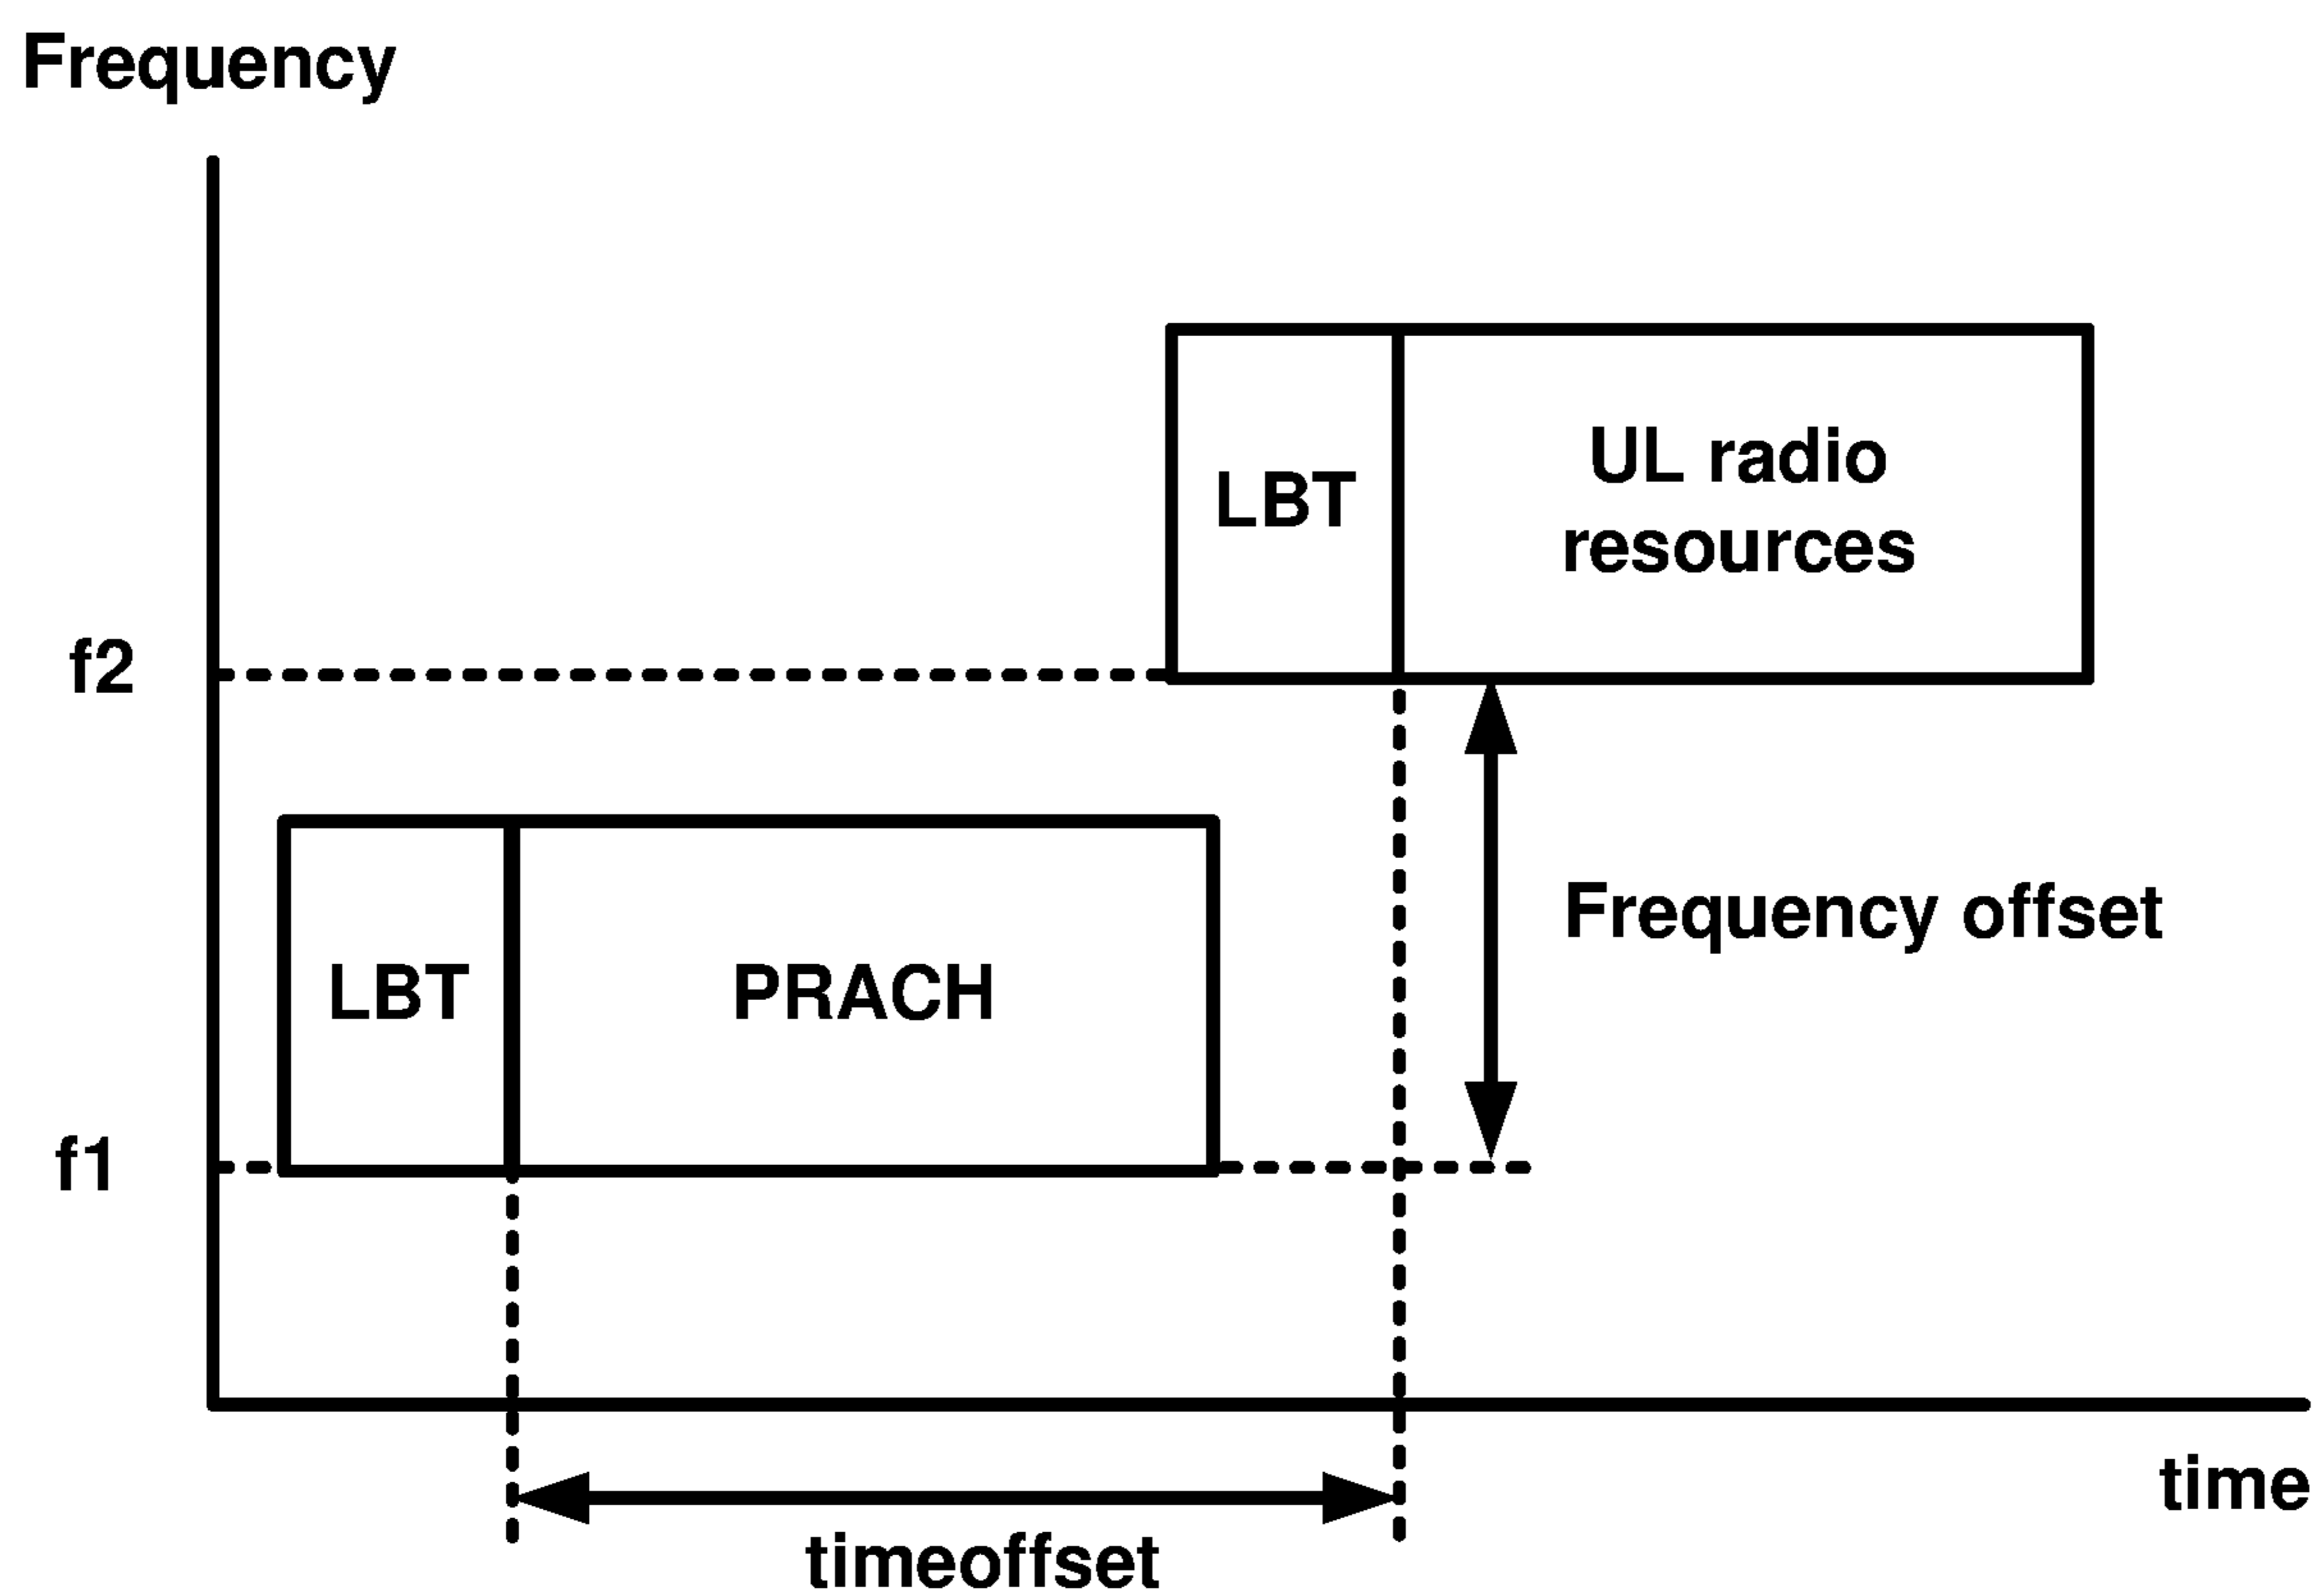 Frequency
LBT
UL radio
resources
f2
Frequency offset
LBT
PRACH
f1
time
timeoffset